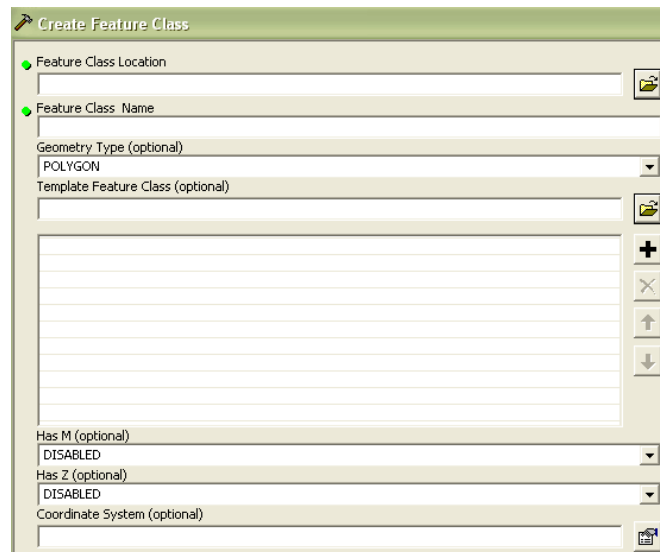 Create Feature Class
Feature Class Location
Feature Class Name
Geometry Type (optional)
POLYGON
Template Feature Class (optional)
Has M (optional)
DISABLED
Has Z (optional)
DISABLED
Coordinate System (optional)